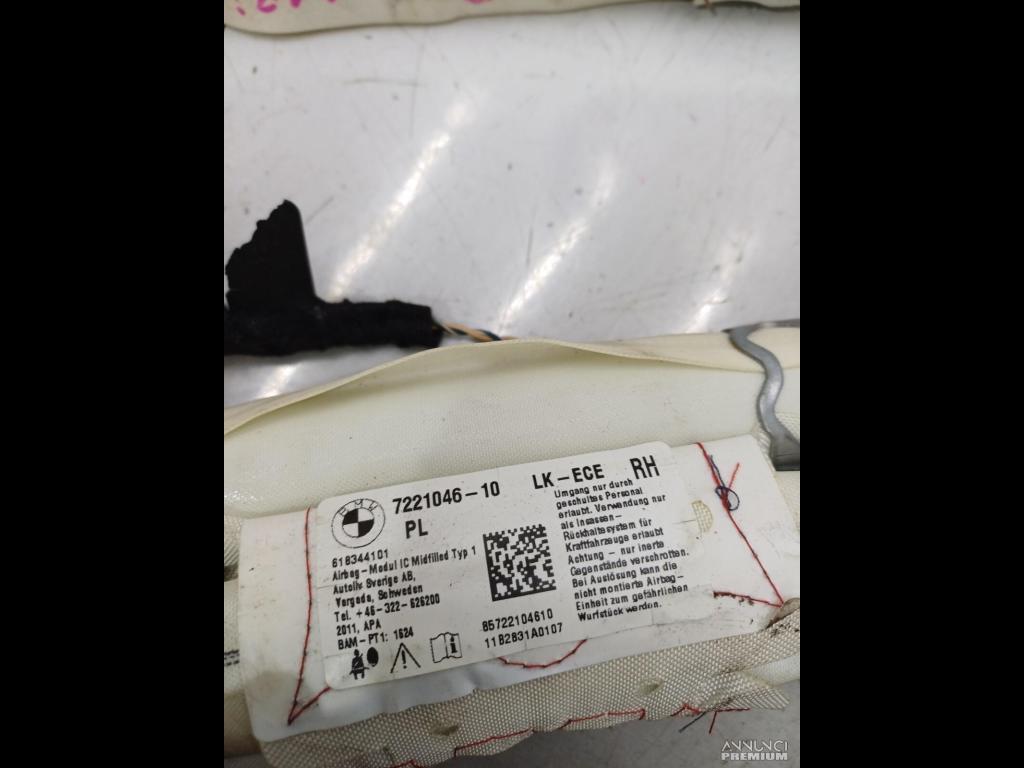 7221046-10
LK-ECE
RH
PL
618344101
Airbag-Modul IC Midfilled Typ 1
Autoliv Sverige AB,
Vargada, Schweden
Tel. +46-322-626200
2011, APA
BAM-PT1: 1624
BMW
85722104610
11B2831A0107
Umgang nur durch
geschultes Personal
erlaubt. Verwendung nur
als Insassen-
Rückhaltesystem für
Kraftfahrzeuge erlaubt
Achtung - nur inerte
Gegenstände verschrotten.
Bei Auslösung kann die
nicht montierte Airbag-
Einheit zum gefährlichen
Wurfstück werden.
ANNUNCI
PREMIUM